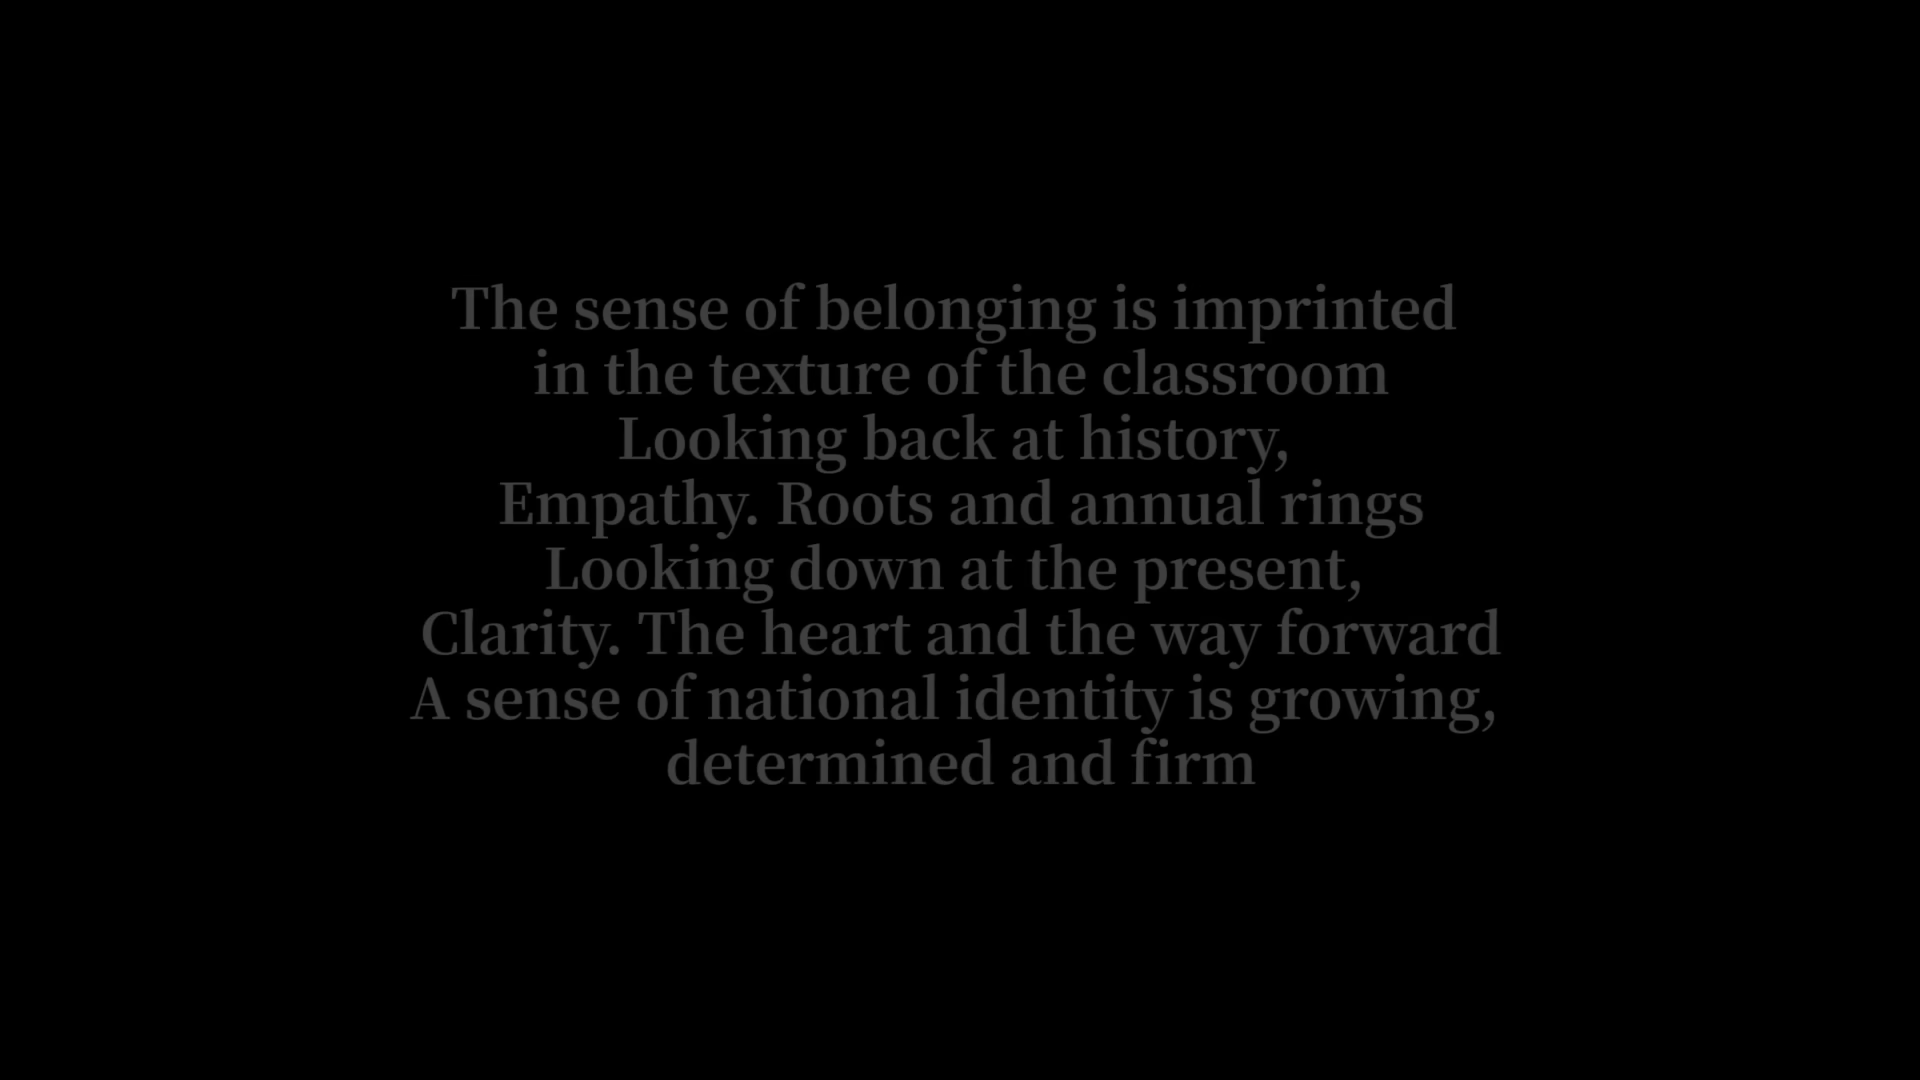 The sense of belonging is imprinted
in the texture of the classroom
Looking back at history,
Empathy. Roots and annual rings
Looking down at the present,
Clarity. The heart and the way forward
A sense of national identity is growing,
determined and firm